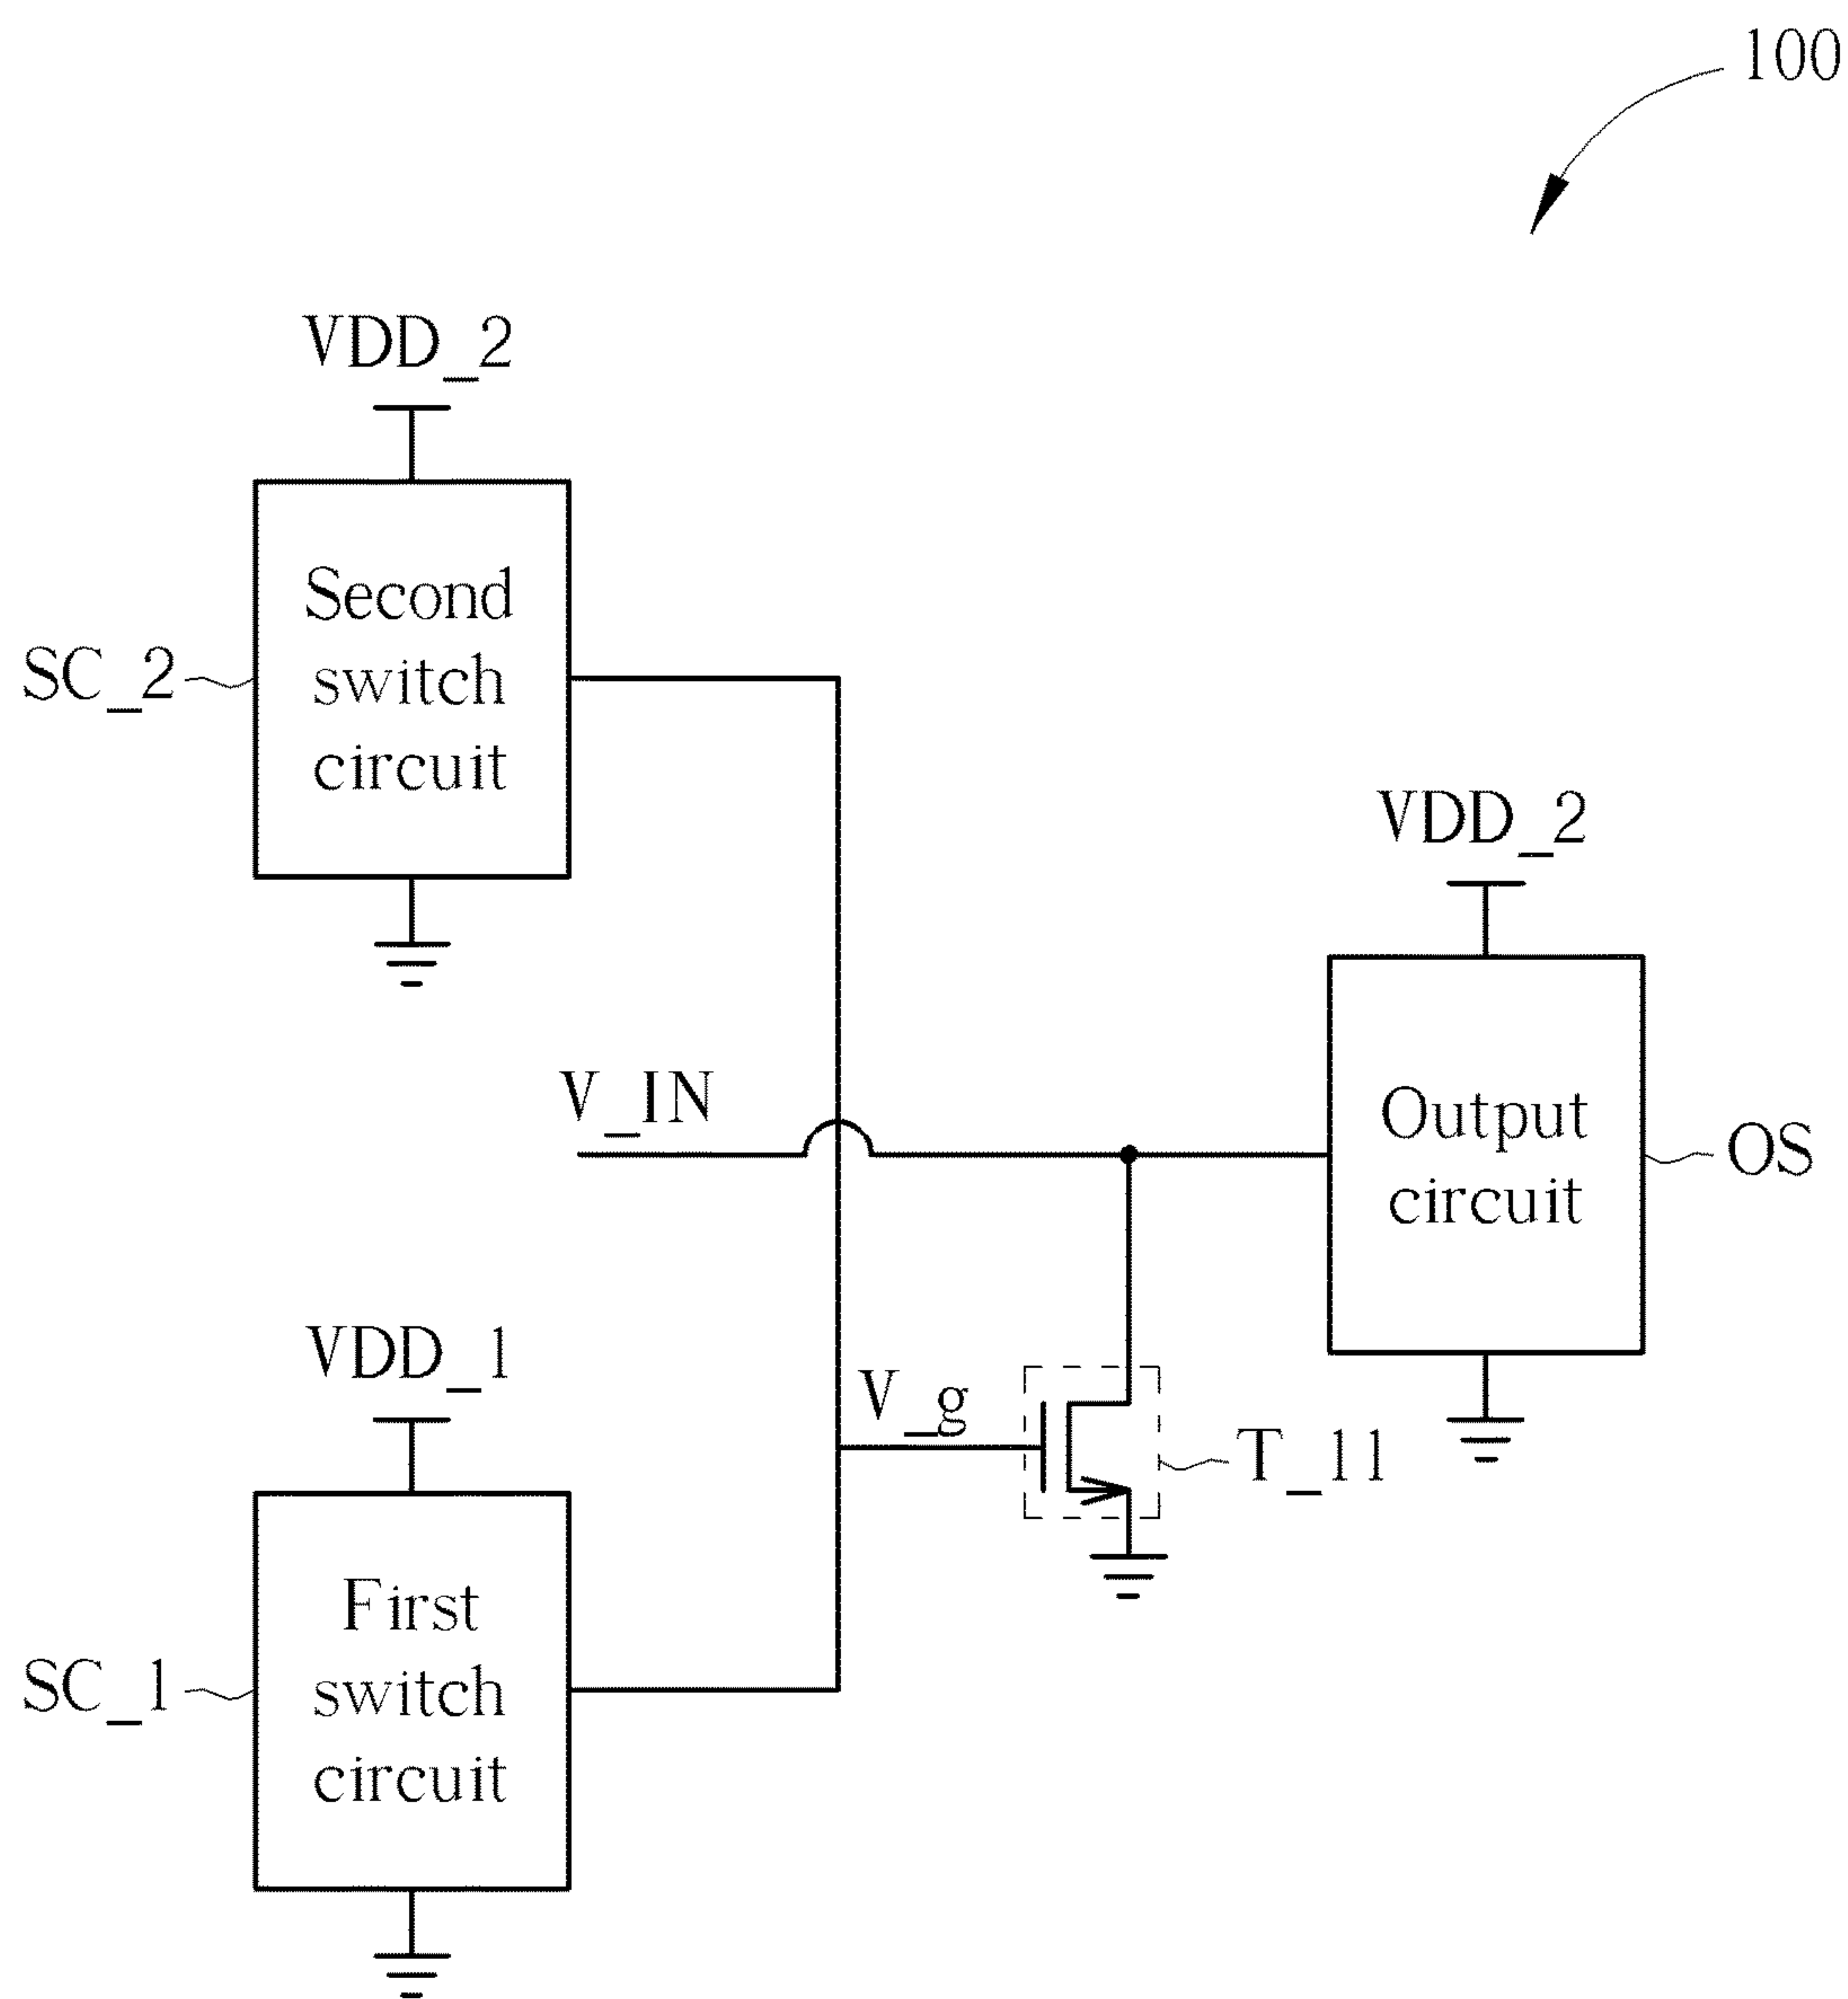 100
VDD_2
Second
switch
circuit
SC_2
VDD_2
V_IN
Output
circuit
OS
VDD_1
V_g
T_11
First
switch
circuit
SC_1